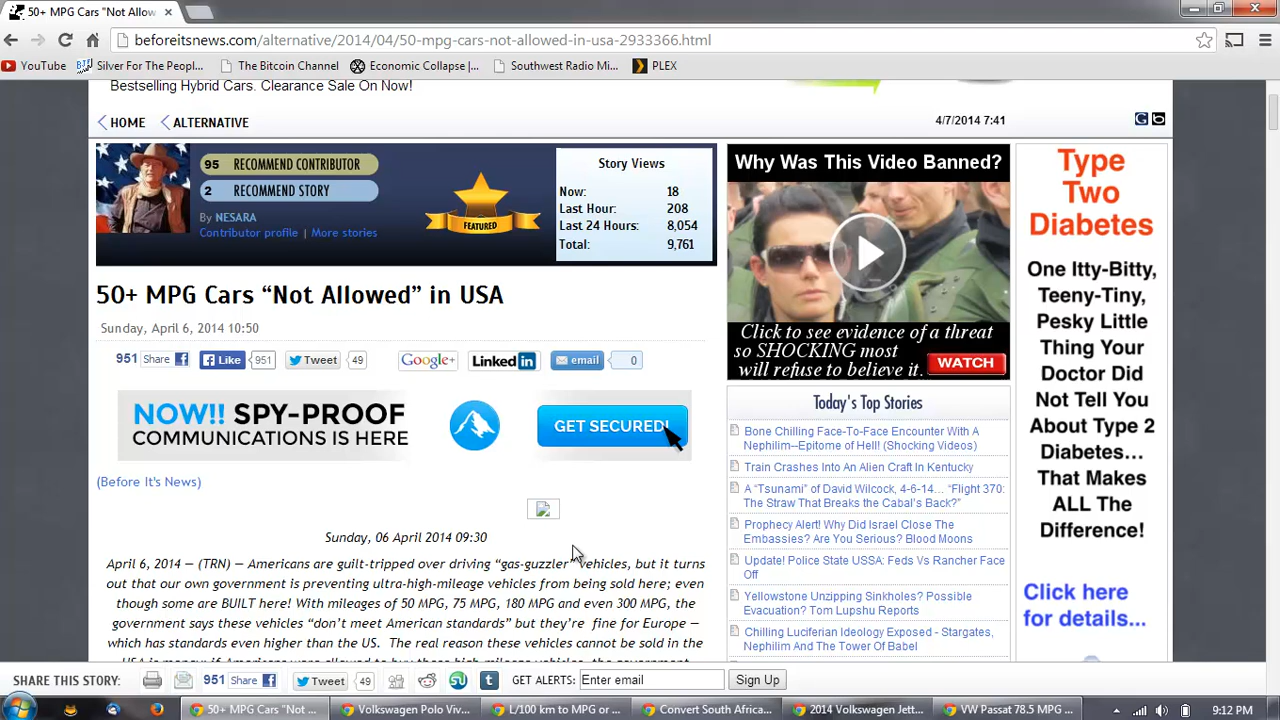 50+ MPG Cars "Not Allow
beforeitsnews.com/alternative/2014/04/50-mpg-cars-not-allowed-in-usa-2933366.html
YouTube
Silver For The Peopl...
The Bitcoin Channel
Economic Collapse |...
Southwest Radio Mi...
PLEX
Bestselling Hybrid Cars. Clearance Sale On Now!
HOME
ALTERNATIVE
4/7/2014 7:41
95 RECOMMEND CONTRIBUTOR
2 RECOMMEND STORY
By NESARA
Contributor profile | More stories
FEATURED
Story Views
Now: 18
Last Hour: 208
Last 24 Hours: 8,054
Total: 9,761
50+ MPG Cars “Not Allowed” in USA
Sunday, April 6, 2014 10:50
951 Share
Like 951
Tweet 49
Google+
Linked in
email 0
NOW!! SPY-PROOF
COMMUNICATIONS IS HERE
GET SECURED!
(Before It's News)
Sunday, 06 April 2014 09:30
April 6, 2014 — (TRN) — Americans are guilt-tripped over driving “gas-guzzler” vehicles, but it turns
out that our own government is preventing ultra-high-mileage vehicles from being sold here; even
though some are BUILT here! With mileages of 50 MPG, 75 MPG, 180 MPG and even 300 MPG, the
government says these vehicles “don’t meet American standards” but they’re fine for Europe —
which has standards even higher than the US. The real reason these vehicles cannot be sold in the
USA is money; if Americans were allowed to buy these high mileage vehicles, the government
Why Was This Video Banned?
Click to see evidence of a threat
so SHOCKING most
will refuse to believe it.
WATCH
Today's Top Stories
Bone Chilling Face-To-Face Encounter With A
Nephilim--Epitome of Hell! (Shocking Videos)
Train Crashes Into An Alien Craft In Kentucky
A “Tsunami” of David Wilcock, 4-6-14… “Flight 370:
The Straw That Breaks the Cabal’s Back?”
Prophecy Alert! Why Did Israel Close The
Embassies? Are You Serious? Blood Moons
Update! Police State USSA: Feds Vs Rancher Face
Off
Yellowstone Unzipping Sinkholes? Possible
Evacuation? Tom Lupshu Reports
Chilling Luciferian Ideology Exposed - Stargates,
Nephilim And The Tower Of Babel
Type
Two
Diabetes
One Itty-Bitty,
Teeny-Tiny,
Pesky Little
Thing Your
Doctor Did
Not Tell You
About Type 2
Diabetes...
That Makes
ALL The
Difference!
Click here
for details...
SHARE THIS STORY:
951 Share
Tweet 49
GET ALERTS:
Enter email
Sign Up
50+ MPG Cars "Not ...
Volkswagen Polo Viv...
L/100 km to MPG or ...
Convert South Africa...
2014 Volkswagen Jett...
VW Passat 78.5 MPG ...
9:12 PM